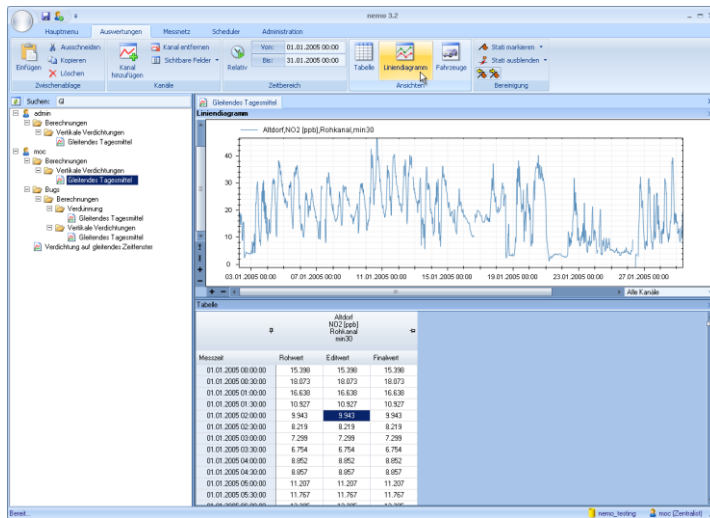 nemo 3.2
Hauptmenu Auswertungen Messnetz Scheduler Administration
Einfügen
Ausschneiden
Kopieren
Löschen
Zwischenablage
Kanal hinzufügen
Kanal entfernen
Sichtbare Felder
Kanäle
Relativ
Von: 01.01.2005 00:00
Bis: 31.01.2005 00:00
Zeitbereich
Tabelle
Liniendiagramm
Fahrzeuge
Ansichten
Stati markieren
Stati ausblenden
Bereinigung
Suchen: Gl
admin
Berechnungen
Vertikale Verdichtungen
Gleitendes Tagesmittel
moc
Berechnungen
Vertikale Verdichtungen
Gleitendes Tagesmittel
Bugs
Berechnungen
Verdünnung
Gleitendes Tagesmittel
Vertikale Verdichtungen
Gleitendes Tagesmittel
Verdichtung auf gleitendes Zeitfenster
Gleitendes Tagesmittel
Liniendiagramm
Altdorf,NO2 [ppb],Rohkanal,min30
40
30
20
10
0
03.01.2005 00:00 07.01.2005 00:00 11.01.2005 00:00 15.01.2005 00:00 19.01.2005 00:00 23.01.2005 00:00 27.01.2005 00:00
Alle Kanäle
Tabelle
Altdorf
NO2 [ppb]
Rohkanal
min30
Messzeit Rohwert Editwert Finalwert
01.01.2005 00:00:00 15.398 15.398 15.398
01.01.2005 00:30:00 18.073 18.073 18.073
01.01.2005 01:00:00 16.638 16.638 16.638
01.01.2005 01:30:00 10.927 10.927 10.927
01.01.2005 02:00:00 9.943 9.943 9.943
01.01.2005 02:30:00 8.219 8.219 8.219
01.01.2005 03:00:00 7.299 7.299 7.299
01.01.2005 03:30:00 6.754 6.754 6.754
01.01.2005 04:00:00 8.852 8.852 8.852
01.01.2005 04:30:00 8.857 8.857 8.857
01.01.2005 05:00:00 11.207 11.207 11.207
01.01.2005 05:30:00 11.767 11.767 11.767
Bereit...
nemo_testing moc (Zentralist)